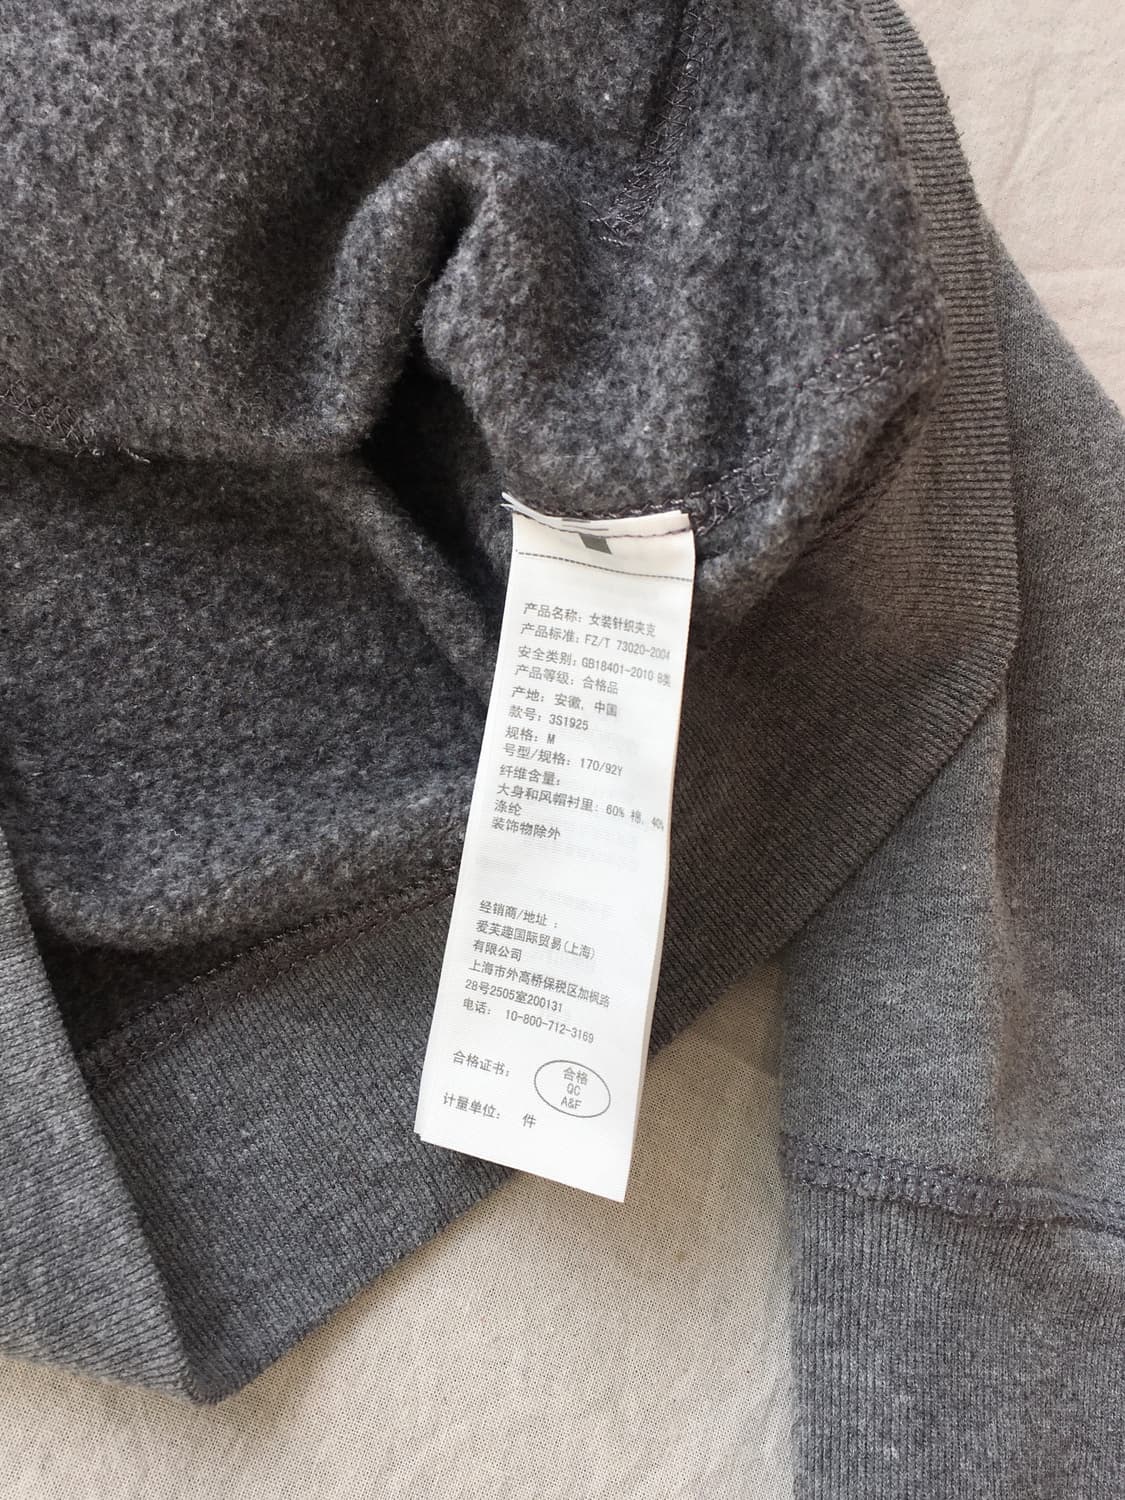 产品名称: 女装针织夹克
产品标准: FZ/T 73020-2004
安全类别: GB18401-2010 B类
产品等级: 合格品
产地: 安徽, 中国
款号: 3S1925
规格: M
号型/规格: 170/92Y
纤维含量:
大身和风帽衬里: 60% 棉, 40%
涤纶
装饰物除外
经销商/地址 :
爱芙趣国际贸易(上海)
有限公司
上海市外高桥保税区加枫路
28号2505室200131
电话: 10-800-712-3169
合格证书:
合格
QC
A&F
计量单位: 件